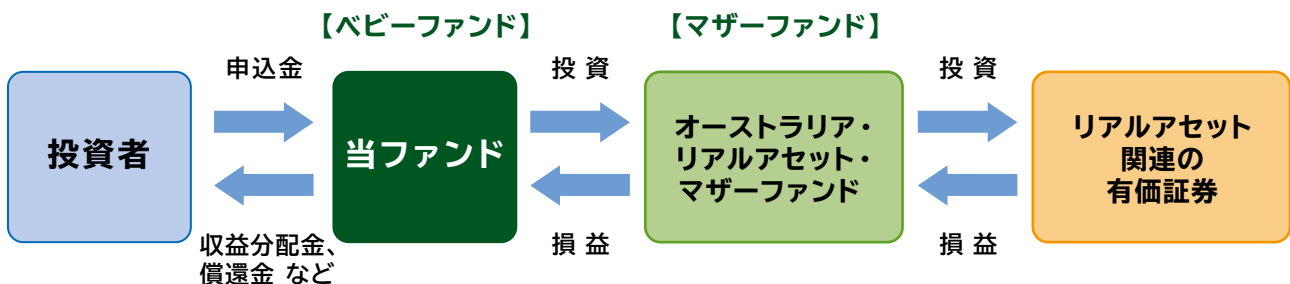 【ベビーファンド】
【マザーファンド】
申込金
投 資
投 資
投資者
当ファンド
オーストラリア・
リアルアセット・
マザーファンド
リアルアセット
関連の
有価証券
収益分配金、
償還金 など
損 益
損 益